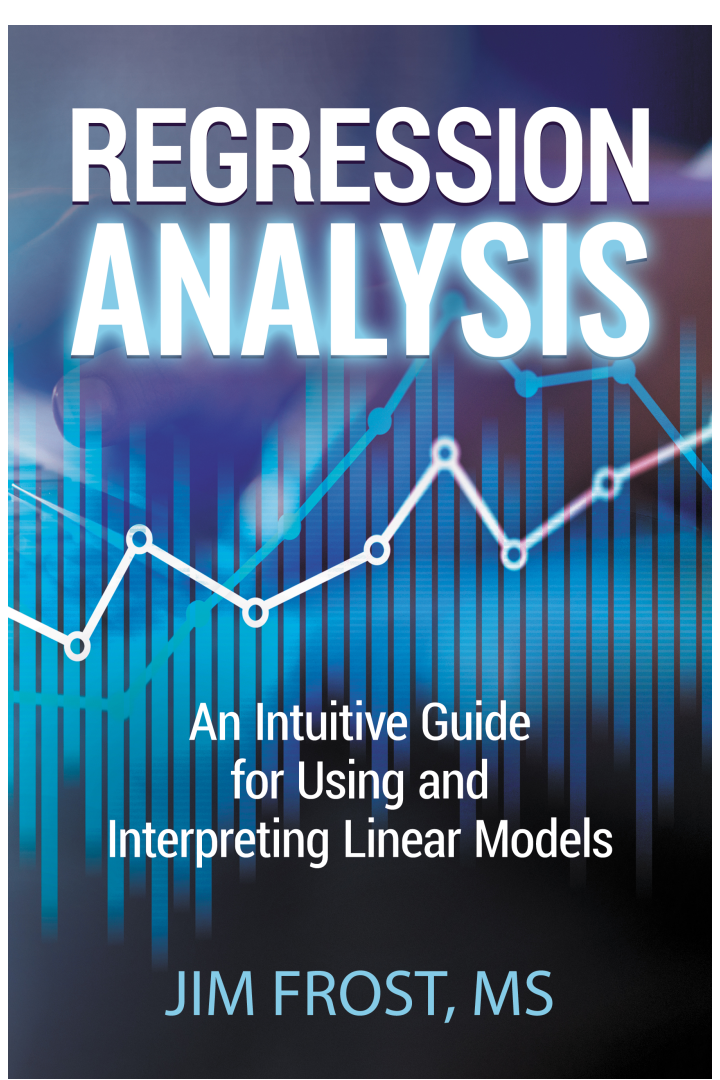 REGRESSION
ANALYSIS
An Intuitive Guide
for Using and
Interpreting Linear Models
JIM FROST, MS